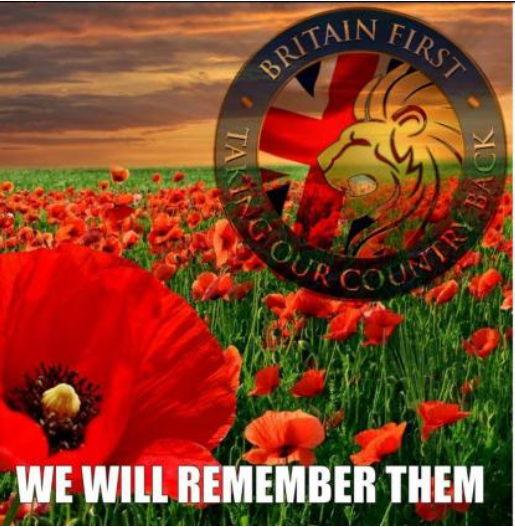 BRITAIN FIRST
TAKING OUR COUNTRY BACK
WE WILL REMEMBER THEM